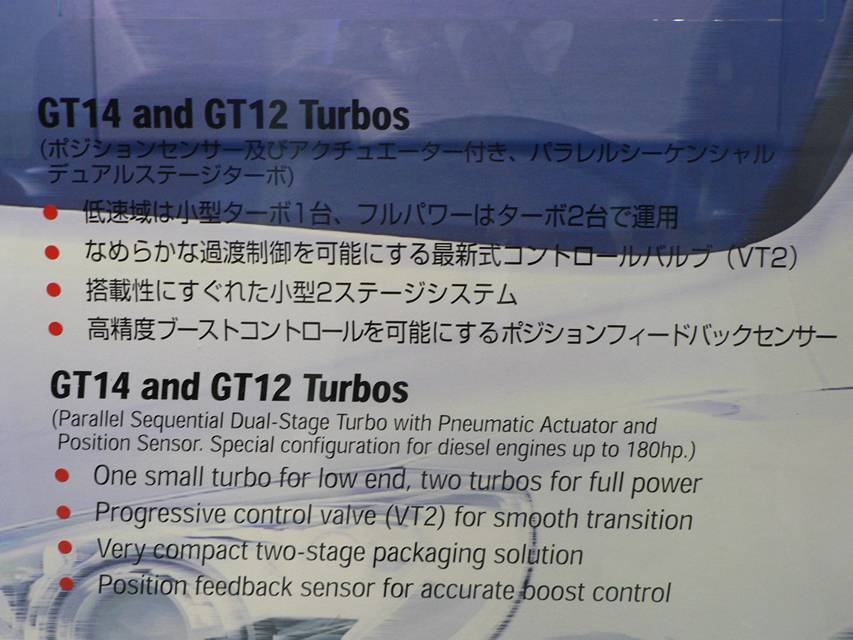 GT14 and GT12 Turbos
(ポジションセンサー及びアクチュエーター付き、パラレルシーケンシャル
デュアルステージターボ)
● 低速域は小型ターボ1台、フルパワーはターボ2台で運用
● なめらかな過渡制御を可能にする最新式コントロールバルブ（VT2）
● 搭載性にすぐれた小型2ステージシステム
● 高精度ブーストコントロールを可能にするポジションフィードバックセンサー
GT14 and GT12 Turbos
(Parallel Sequential Dual-Stage Turbo with Pneumatic Actuator and
Position Sensor. Special configuration for diesel engines up to 180hp.)
● One small turbo for low end, two turbos for full power
● Progressive control valve (VT2) for smooth transition
● Very compact two-stage packaging solution
● Position feedback sensor for accurate boost control